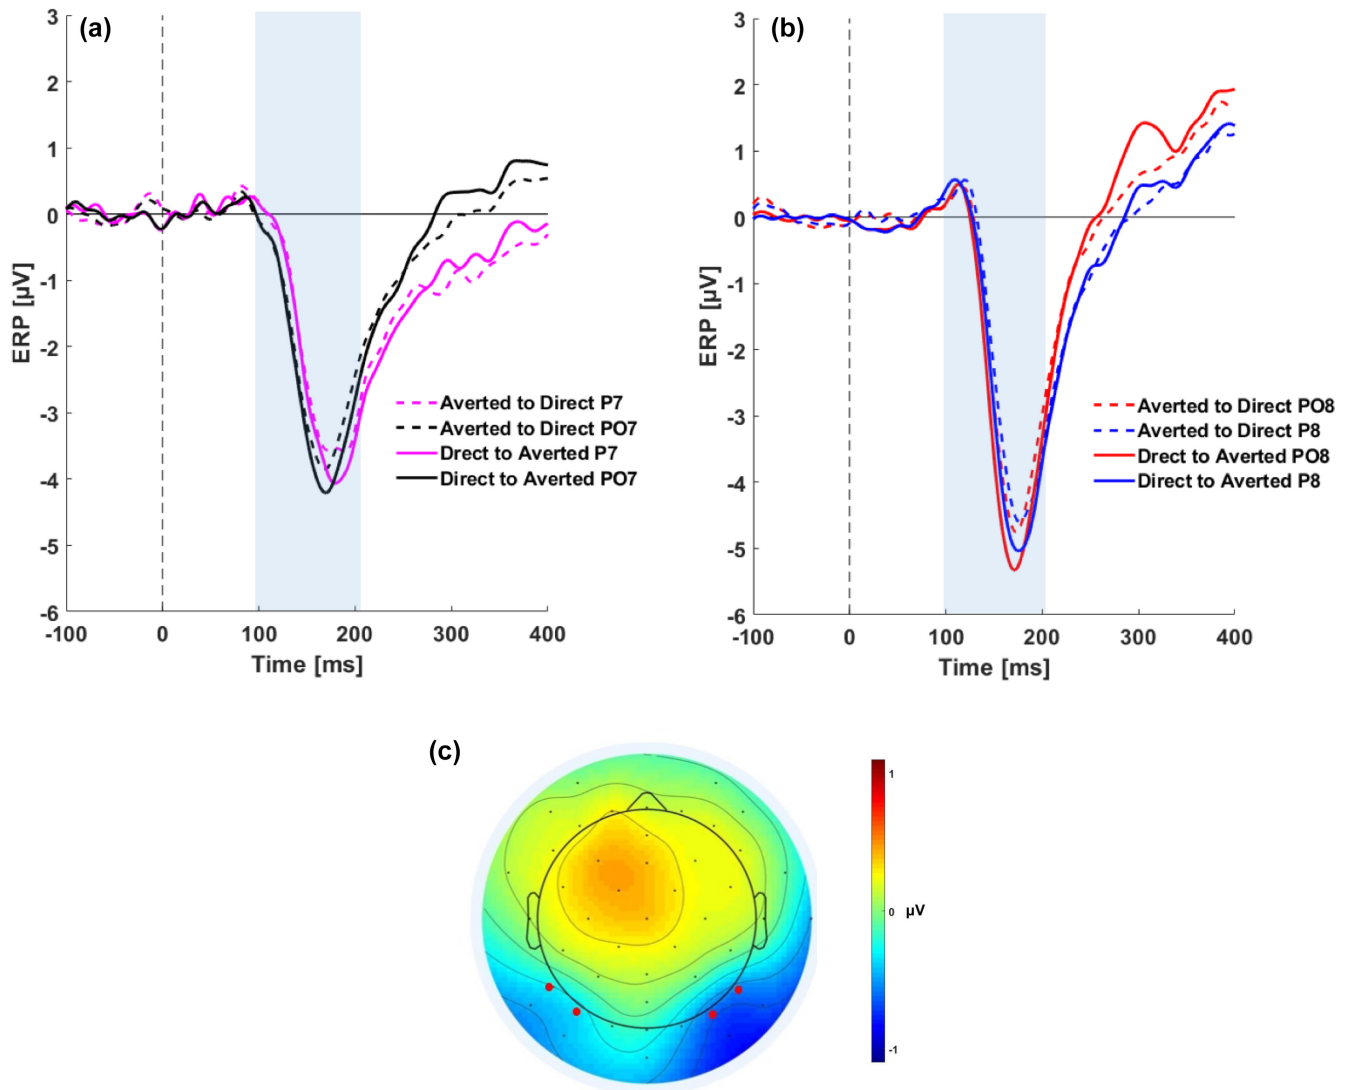 (a)
3
2
1
0
-1
-2
-3
-4
-5
-6
ERP [µV]
-100 0 100 200 300 400
Time [ms]
Averted to Direct P7
Averted to Direct PO7
Drect to Averted P7
Direct to Averted PO7
(b)
3
2
1
0
-1
-2
-3
-4
-5
-6
ERP [µV]
-100 0 100 200 300 400
Time [ms]
Averted to Direct PO8
Averted to Direct P8
Drect to Averted PO8
Direct to Averted P8
(c)
1
0 µV
-1